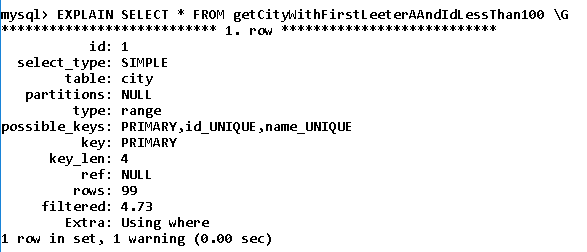 mysql> EXPLAIN SELECT * FROM getCityWithFirstLeeterAAndIdLessThan100 \G
*************************** 1. row ***************************
id: 1
select_type: SIMPLE
table: city
partitions: NULL
type: range
possible_keys: PRIMARY,id_UNIQUE,name_UNIQUE
key: PRIMARY
key_len: 4
ref: NULL
rows: 99
filtered: 4.73
Extra: Using where
1 row in set, 1 warning (0.00 sec)